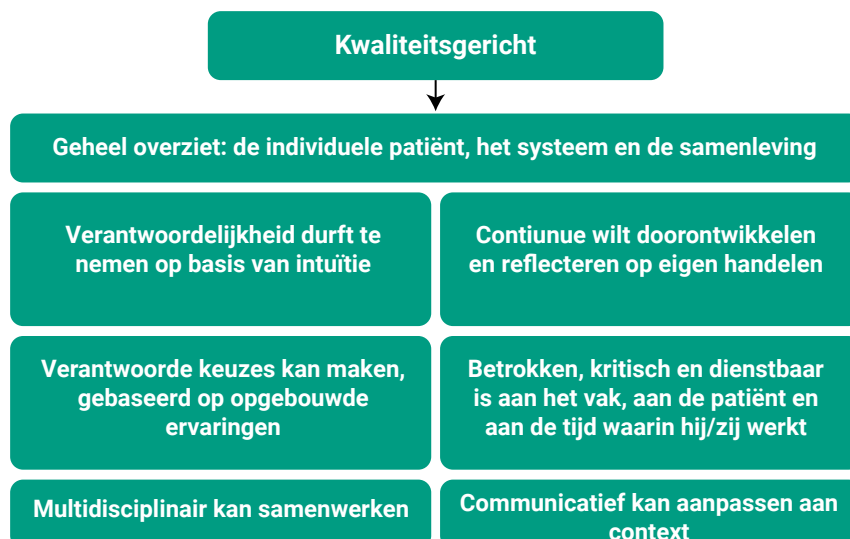 Kwaliteitsgericht
Geheel overziet: de individuele patiënt, het systeem en de samenleving
Verantwoordelijkheid durft te
nemen op basis van intuïtie
Contiunue wilt doorontwikkelen
en reflecteren op eigen handelen
Verantwoorde keuzes kan maken,
gebaseerd op opgebouwde
ervaringen
Betrokken, kritisch en dienstbaar
is aan het vak, aan de patiënt en
aan de tijd waarin hij/zij werkt
Multidisciplinair kan samenwerken
Communicatief kan aanpassen aan
context